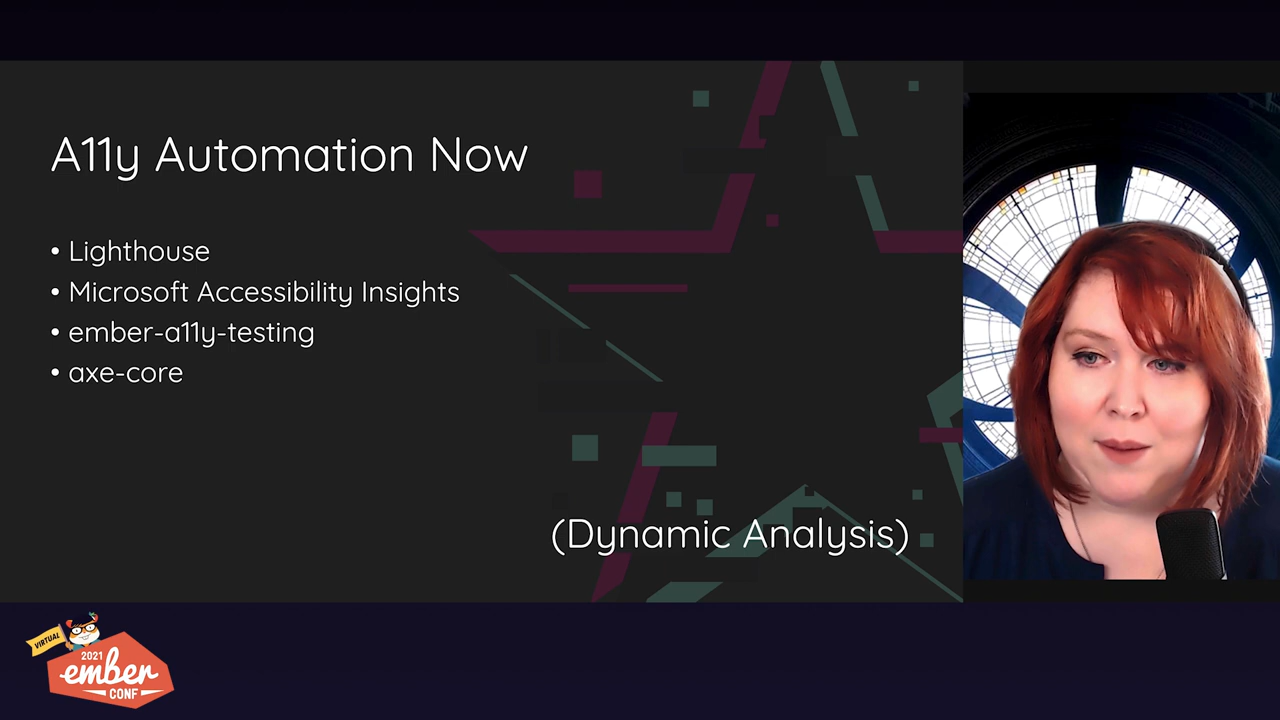 A11y Automation Now
• Lighthouse
• Microsoft Accessibility Insights
• ember-a11y-testing
• axe-core
(Dynamic Analysis)
VIRTUAL
2021
ember
CONF